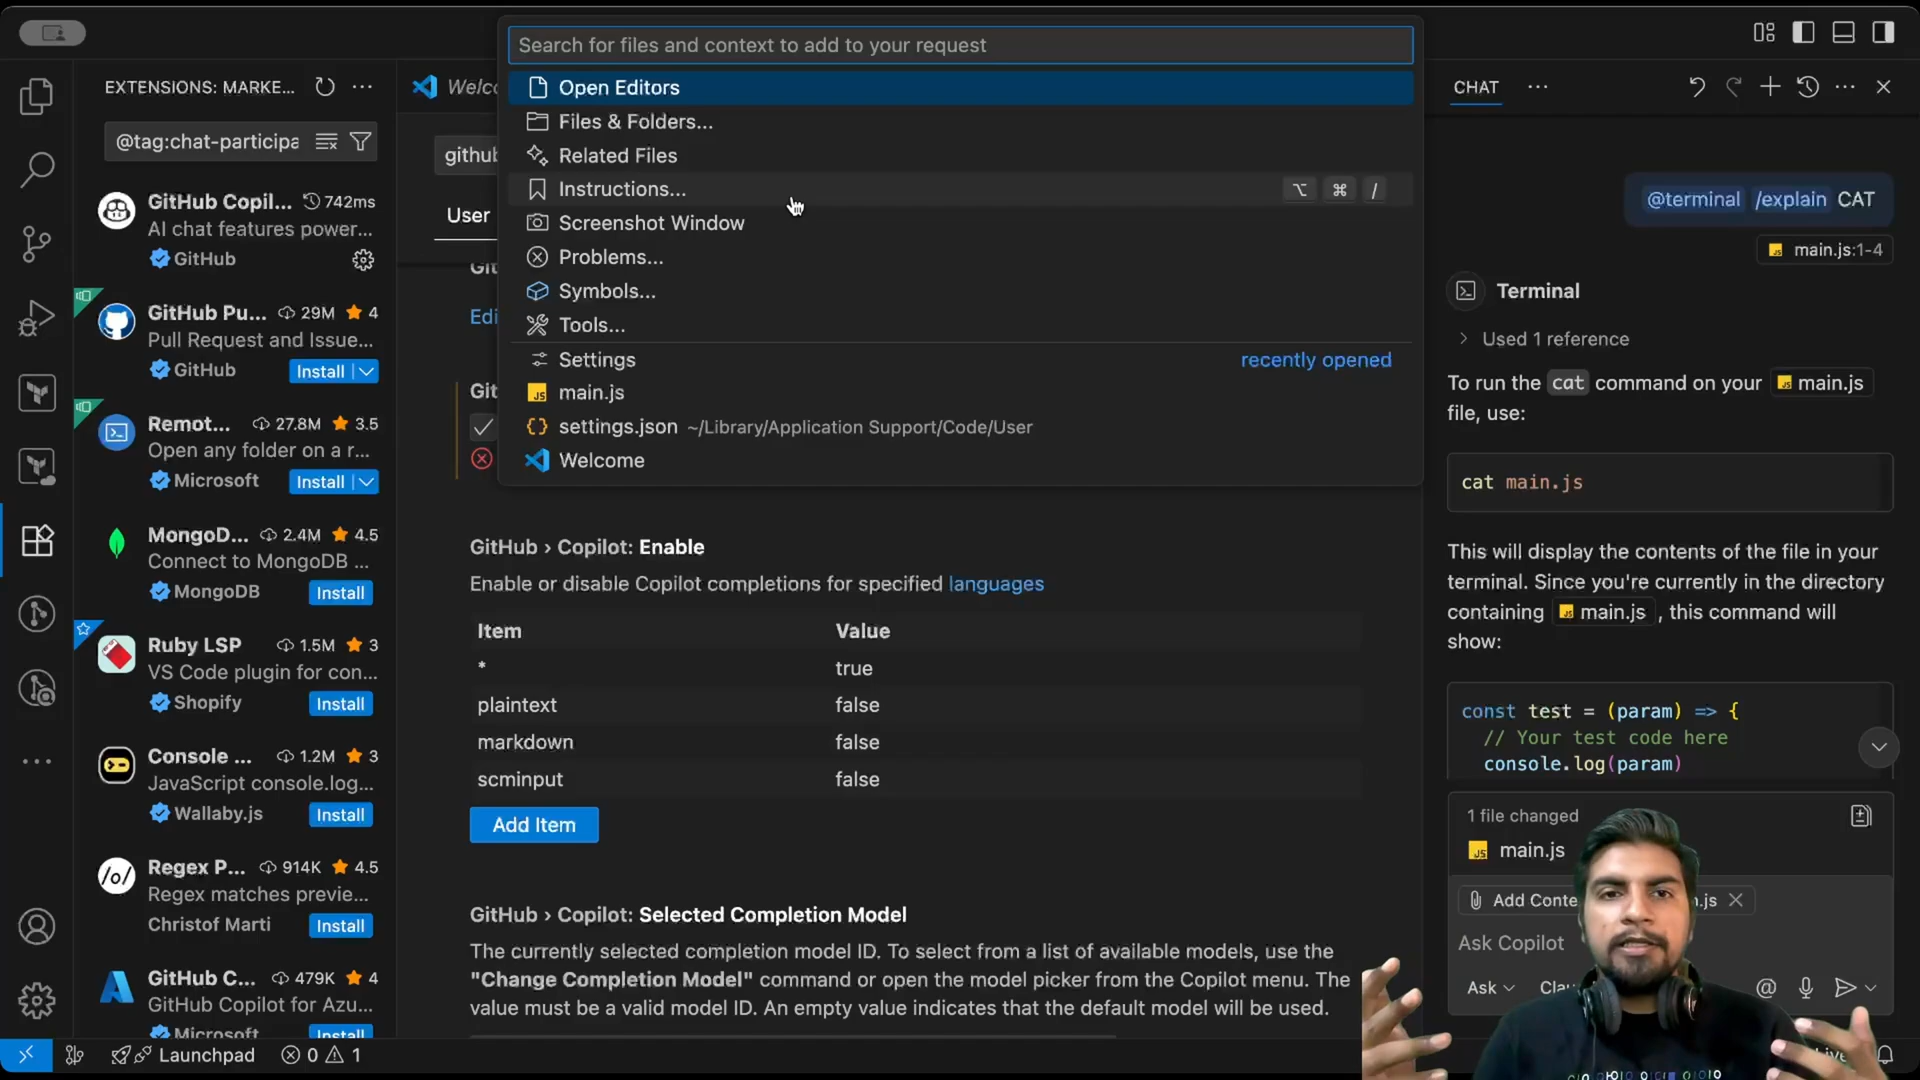 Search for files and context to add to your request
Open Editors
Files & Folders...
Related Files
Instructions...
⌥ ⌘ /
Screenshot Window
Problems...
Symbols...
Tools...
Settings
recently opened
main.js
settings.json ~/Library/Application Support/Code/User
Welcome
EXTENSIONS: MARKE...
@tag:chat-participa
GitHub Copil... 742ms
AI chat features power...
GitHub
GitHub Pu... 29M 4
Pull Request and Issue...
GitHub Install
Remot... 27.8M 3.5
Open any folder on a r...
Microsoft Install
MongoD... 2.4M 4.5
Connect to MongoDB ...
MongoDB Install
Ruby LSP 1.5M 3
VS Code plugin for con...
Shopify Install
Console ... 1.2M 3
JavaScript console.log...
Wallaby.js Install
/o/
Regex P... 914K 4.5
Regex matches previe...
Christof Marti Install
GitHub C... 479K 4
GitHub Copilot for Azu...
Microsoft Install
Welc
github
User
Git
Edi
Git
GitHub › Copilot: Enable
Enable or disable Copilot completions for specified languages
Item Value
* true
plaintext false
markdown false
scminput false
Add Item
GitHub › Copilot: Selected Completion Model
The currently selected completion model ID. To select from a list of available models, use the
"Change Completion Model" command or open the model picker from the Copilot menu. The
value must be a valid model ID. An empty value indicates that the default model will be used.
CHAT
@terminal /explain CAT
main.js:1-4
Terminal
Used 1 reference
To run the cat command on your main.js
file, use:
cat main.js
This will display the contents of the file in your
terminal. Since you're currently in the directory
containing main.js , this command will
show:
const test = (param) => {
// Your test code here
console.log(param)
1 file changed
main.js
Add Conte
.js
Ask Copilot
Ask
Clau
Launchpad
0 1